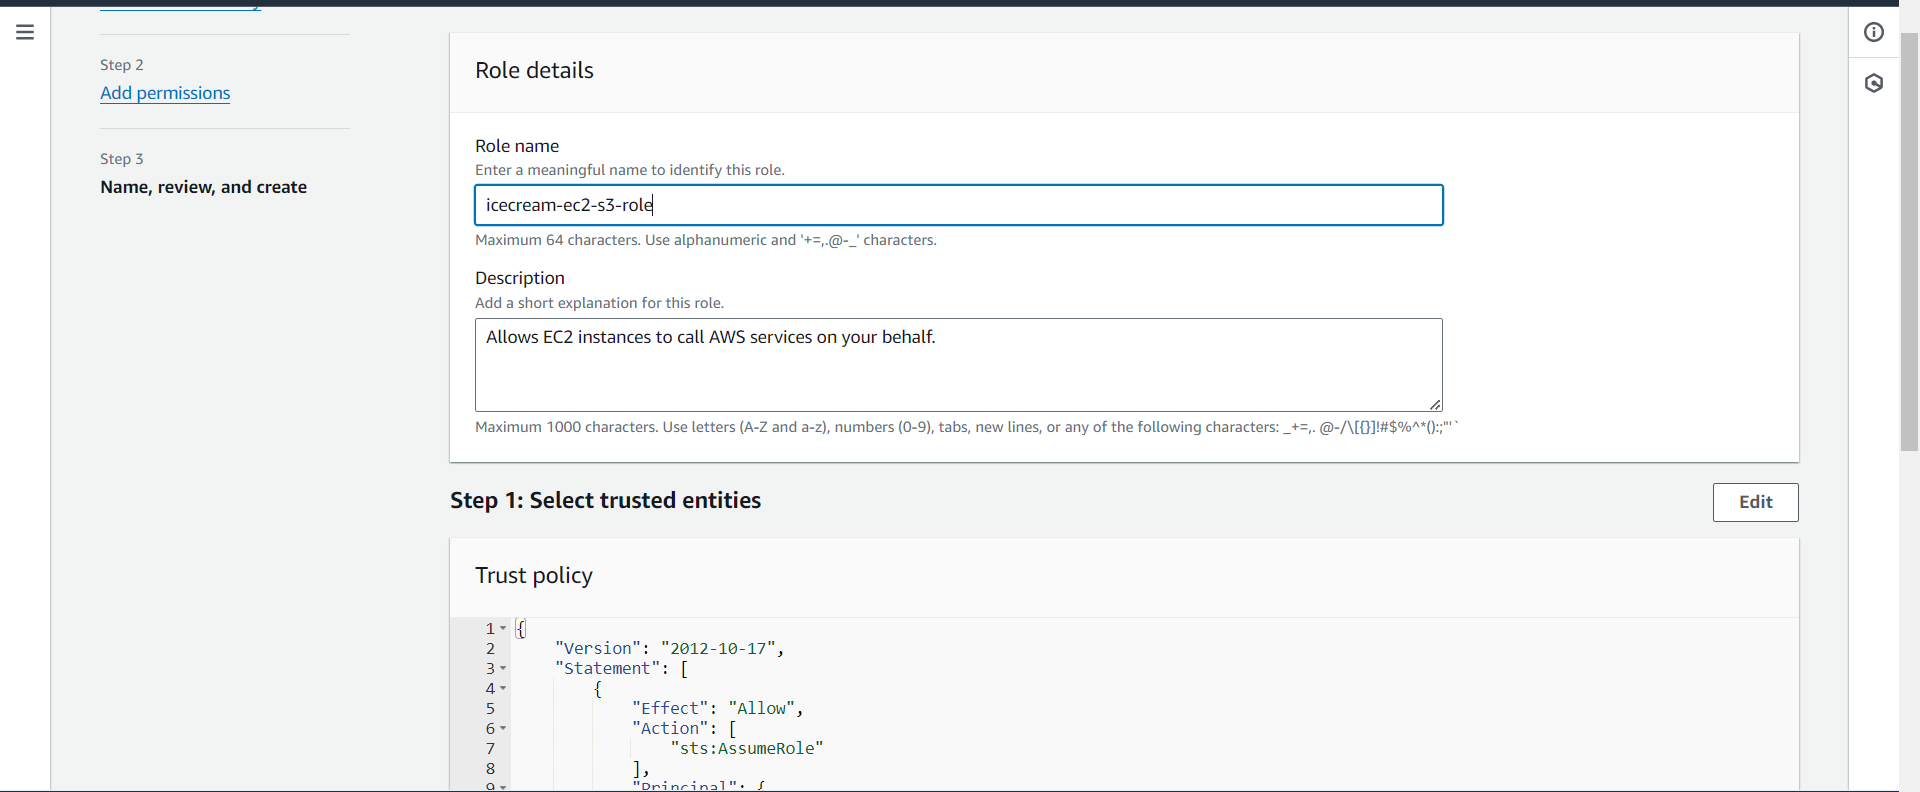 Step 2
Add permissions
Step 3
Name, review, and create
Role details
Role name
Enter a meaningful name to identify this role.
icecream-ec2-s3-role
Maximum 64 characters. Use alphanumeric and '+=,.@-_' characters.
Description
Add a short explanation for this role.
Allows EC2 instances to call AWS services on your behalf.
Maximum 1000 characters. Use letters (A-Z and a-z), numbers (0-9), tabs, new lines, or any of the following characters: _+=,. @-/\[{}]!#$%^*();:"'`
Step 1: Select trusted entities
Edit
Trust policy
1 {
2 "Version": "2012-10-17",
3 "Statement": [
4 {
5 "Effect": "Allow",
6 "Action": [
7 "sts:AssumeRole"
8 ],
9 "Principal": {